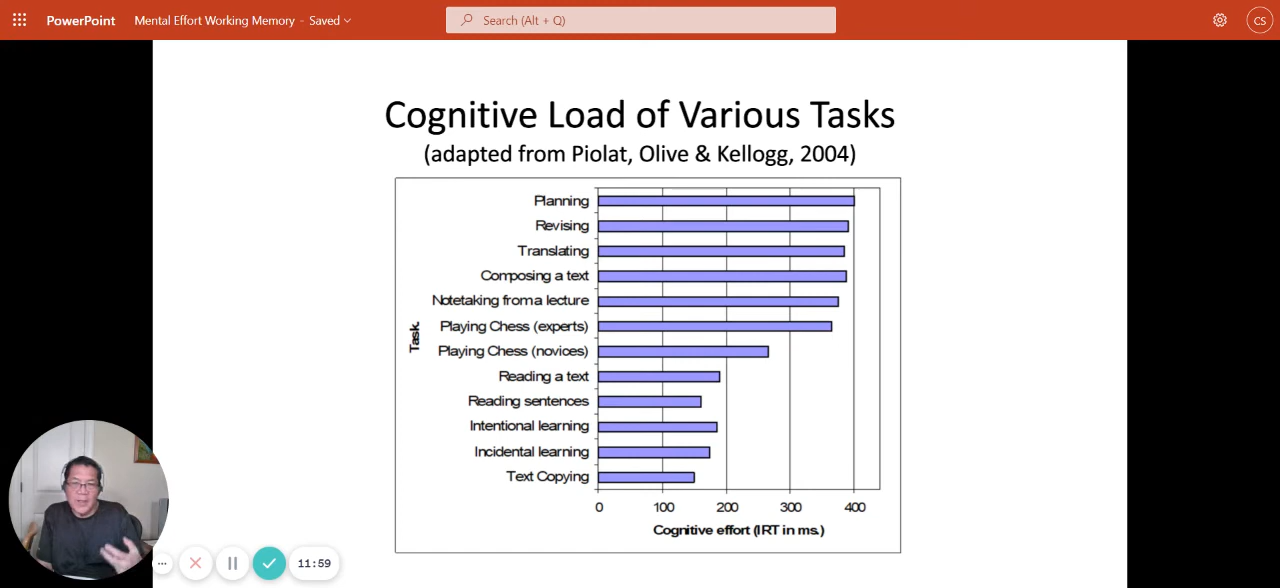 PowerPoint Mental Effort Working Memory - Saved Search (Alt + Q) CS
Cognitive Load of Various Tasks
(adapted from Piolat, Olive & Kellogg, 2004)
Task.
Planning
Revising
Translating
Composing a text
Notetaking from a lecture
Playing Chess (experts)
Playing Chess (novices)
Reading a text
Reading sentences
Intentional learning
Incidental learning
Text Copying
0 100 200 300 400
Cognitive effort (IRT in ms.)
11:59